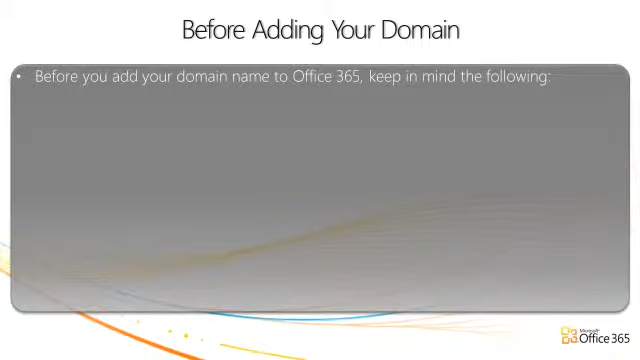 Before Adding Your Domain
• Before you add your domain name to Office 365, keep in mind the following:
Microsoft
Office 365